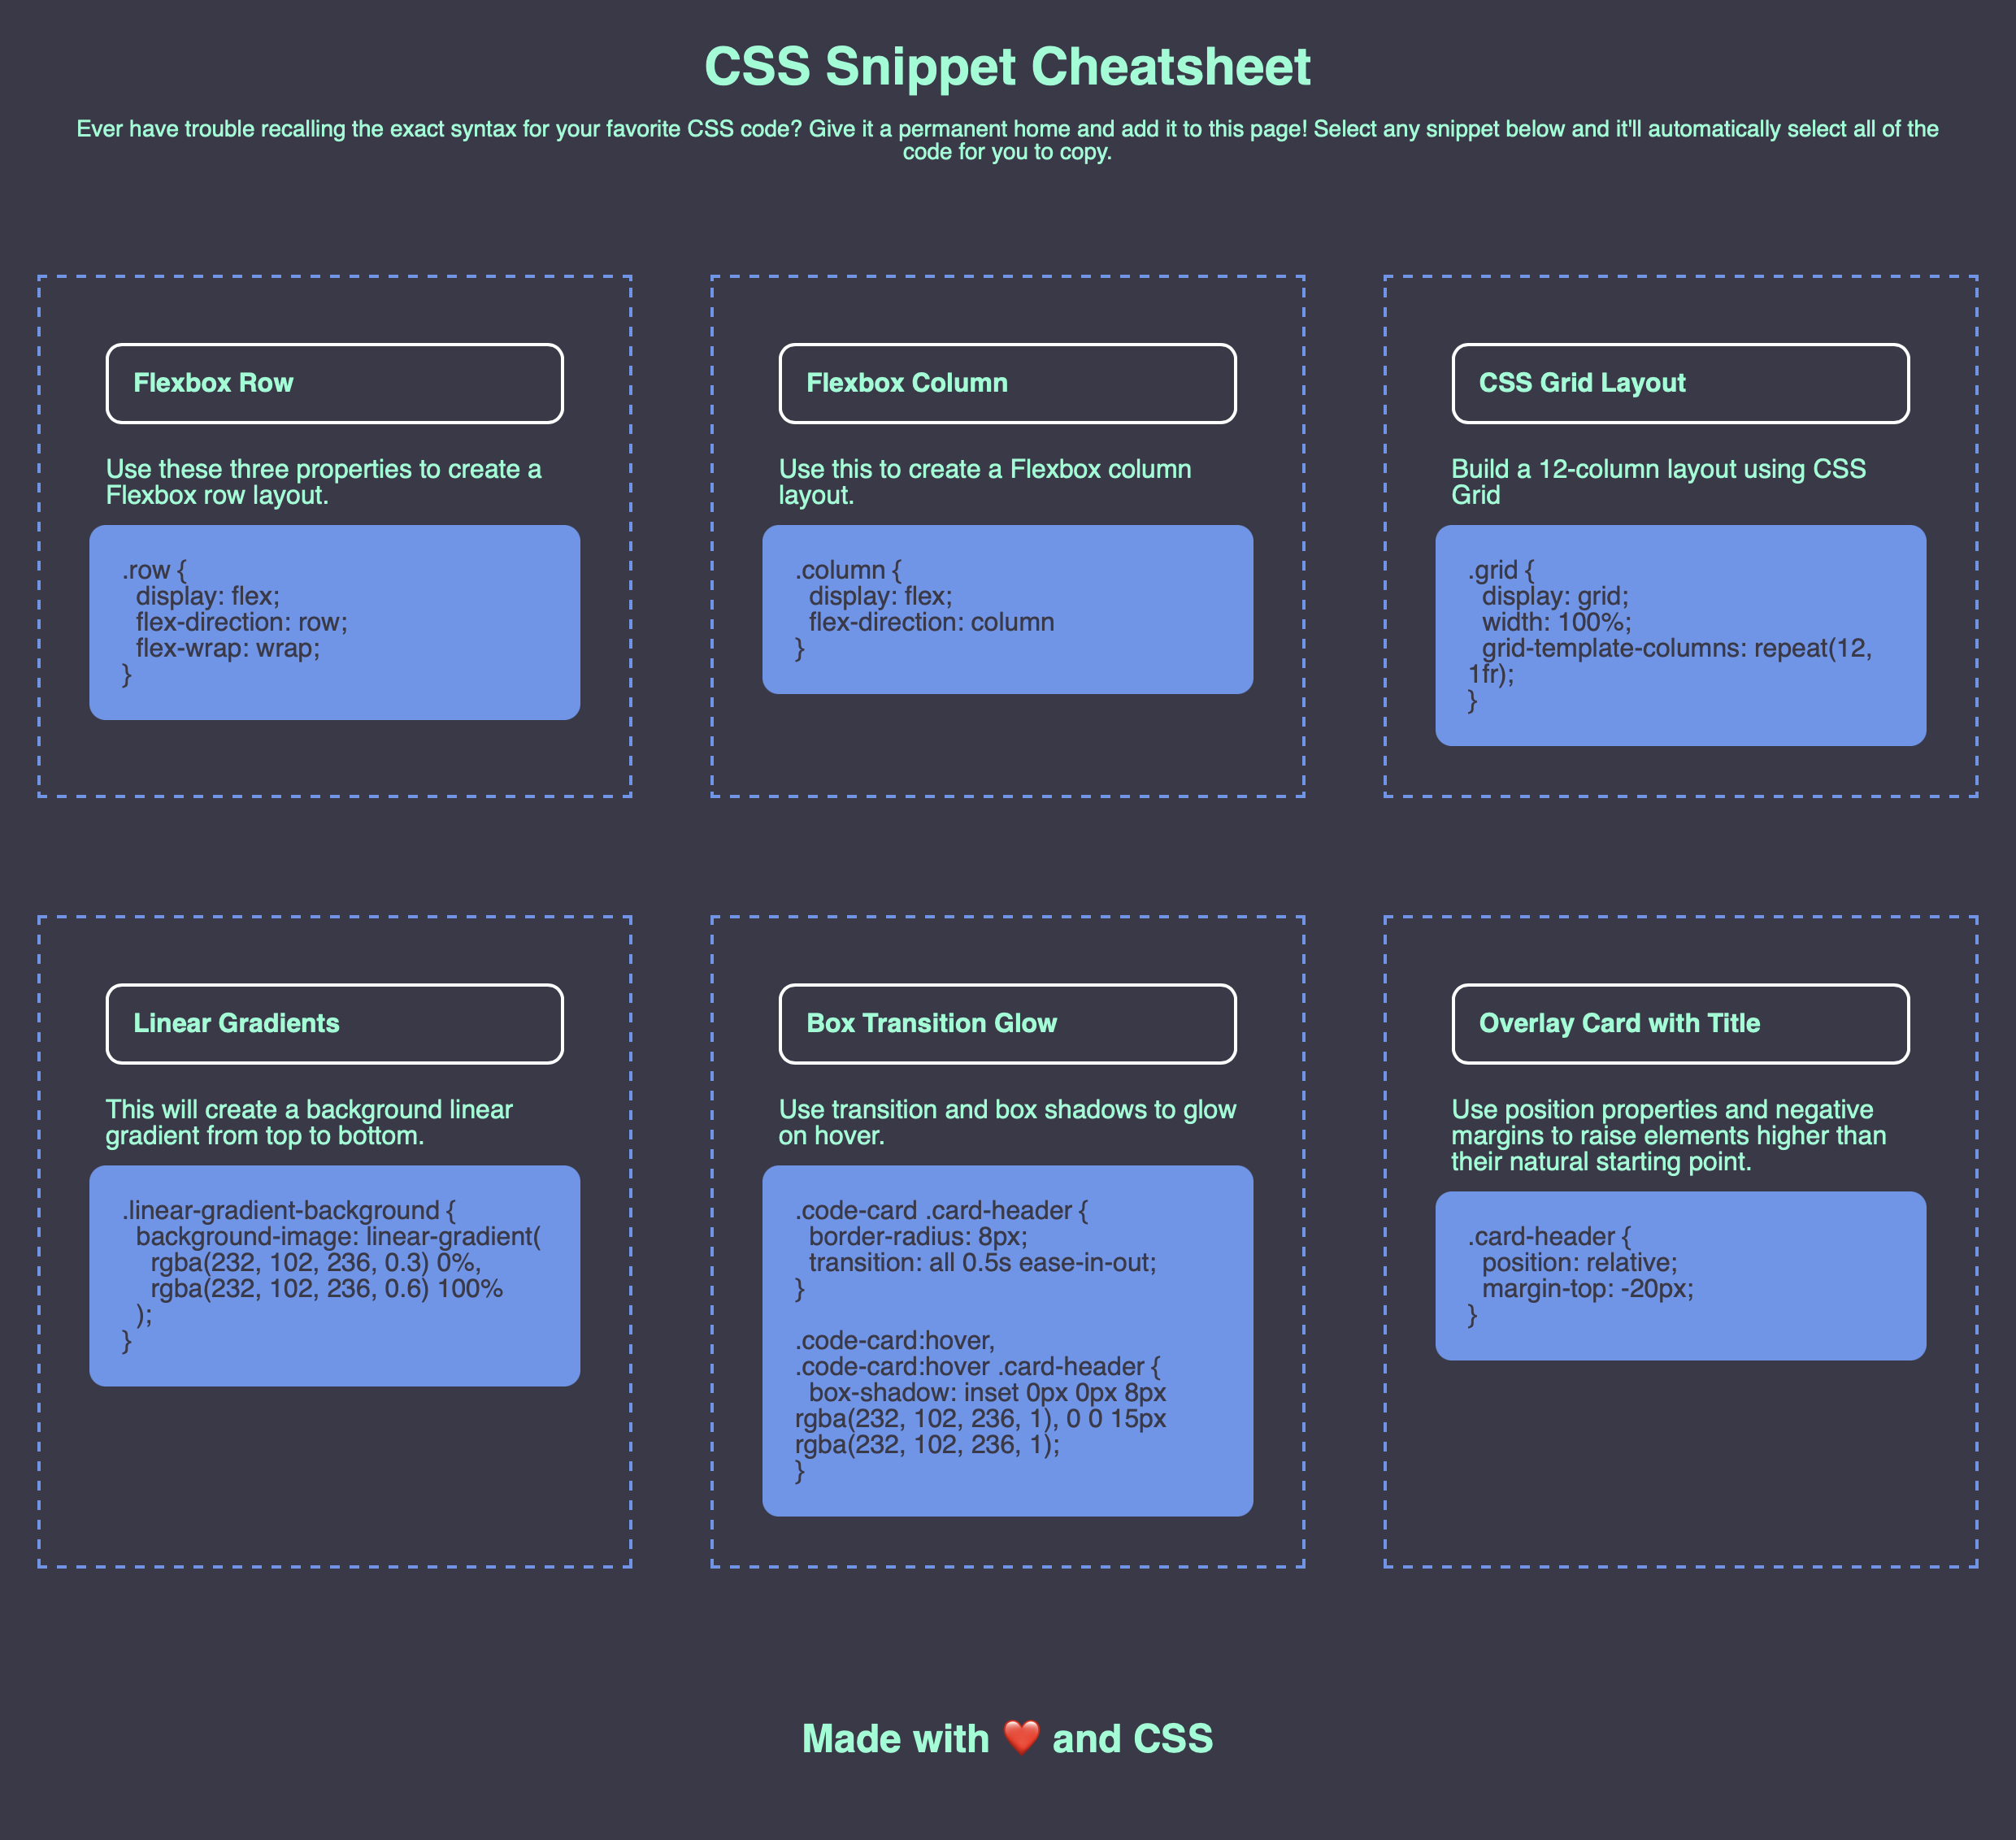 CSS Snippet Cheatsheet
Ever have trouble recalling the exact syntax for your favorite CSS code? Give it a permanent home and add it to this page! Select any snippet below and it'll automatically select all of the
code for you to copy.
Flexbox Row
Use these three properties to create a
Flexbox row layout.
.row {
  display: flex;
  flex-direction: row;
  flex-wrap: wrap;
}
Flexbox Column
Use this to create a Flexbox column
layout.
.column {
  display: flex;
  flex-direction: column
}
CSS Grid Layout
Build a 12-column layout using CSS
Grid
.grid {
  display: grid;
  width: 100%;
  grid-template-columns: repeat(12,
1fr);
}
Linear Gradients
This will create a background linear
gradient from top to bottom.
.linear-gradient-background {
  background-image: linear-gradient(
    rgba(232, 102, 236, 0.3) 0%,
    rgba(232, 102, 236, 0.6) 100%
  );
}
Box Transition Glow
Use transition and box shadows to glow
on hover.
.code-card .card-header {
  border-radius: 8px;
  transition: all 0.5s ease-in-out;
}
.code-card:hover,
.code-card:hover .card-header {
  box-shadow: inset 0px 0px 8px
rgba(232, 102, 236, 1), 0 0 15px
rgba(232, 102, 236, 1);
}
Overlay Card with Title
Use position properties and negative
margins to raise elements higher than
their natural starting point.
.card-header {
  position: relative;
  margin-top: -20px;
}
Made with ❤️ and CSS